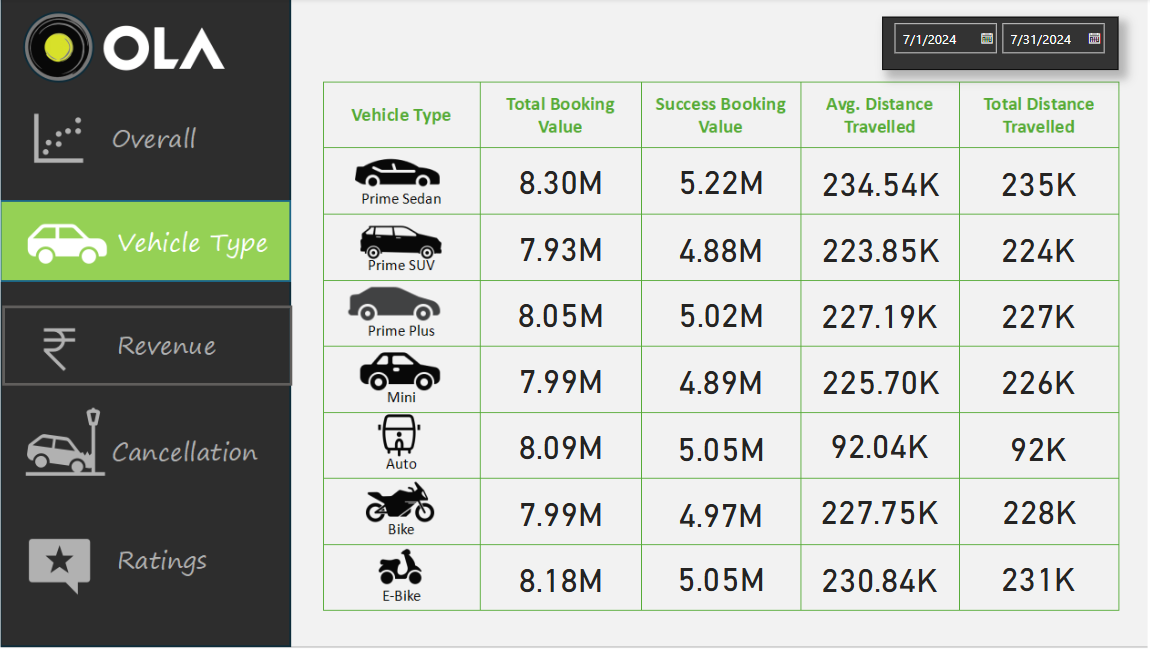 OLA
7/1/2024 7/31/2024
Overall
Vehicle Type
Revenue
Cancellation
Ratings
Vehicle Type
Total Booking
Value
Success Booking
Value
Avg. Distance
Travelled
Total Distance
Travelled
Prime Sedan
8.30M 5.22M 234.54K 235K
Prime SUV
7.93M 4.88M 223.85K 224K
Prime Plus
8.05M 5.02M 227.19K 227K
Mini
7.99M 4.89M 225.70K 226K
Auto
8.09M 5.05M 92.04K 92K
Bike
7.99M 4.97M 227.75K 228K
E-Bike
8.18M 5.05M 230.84K 231K